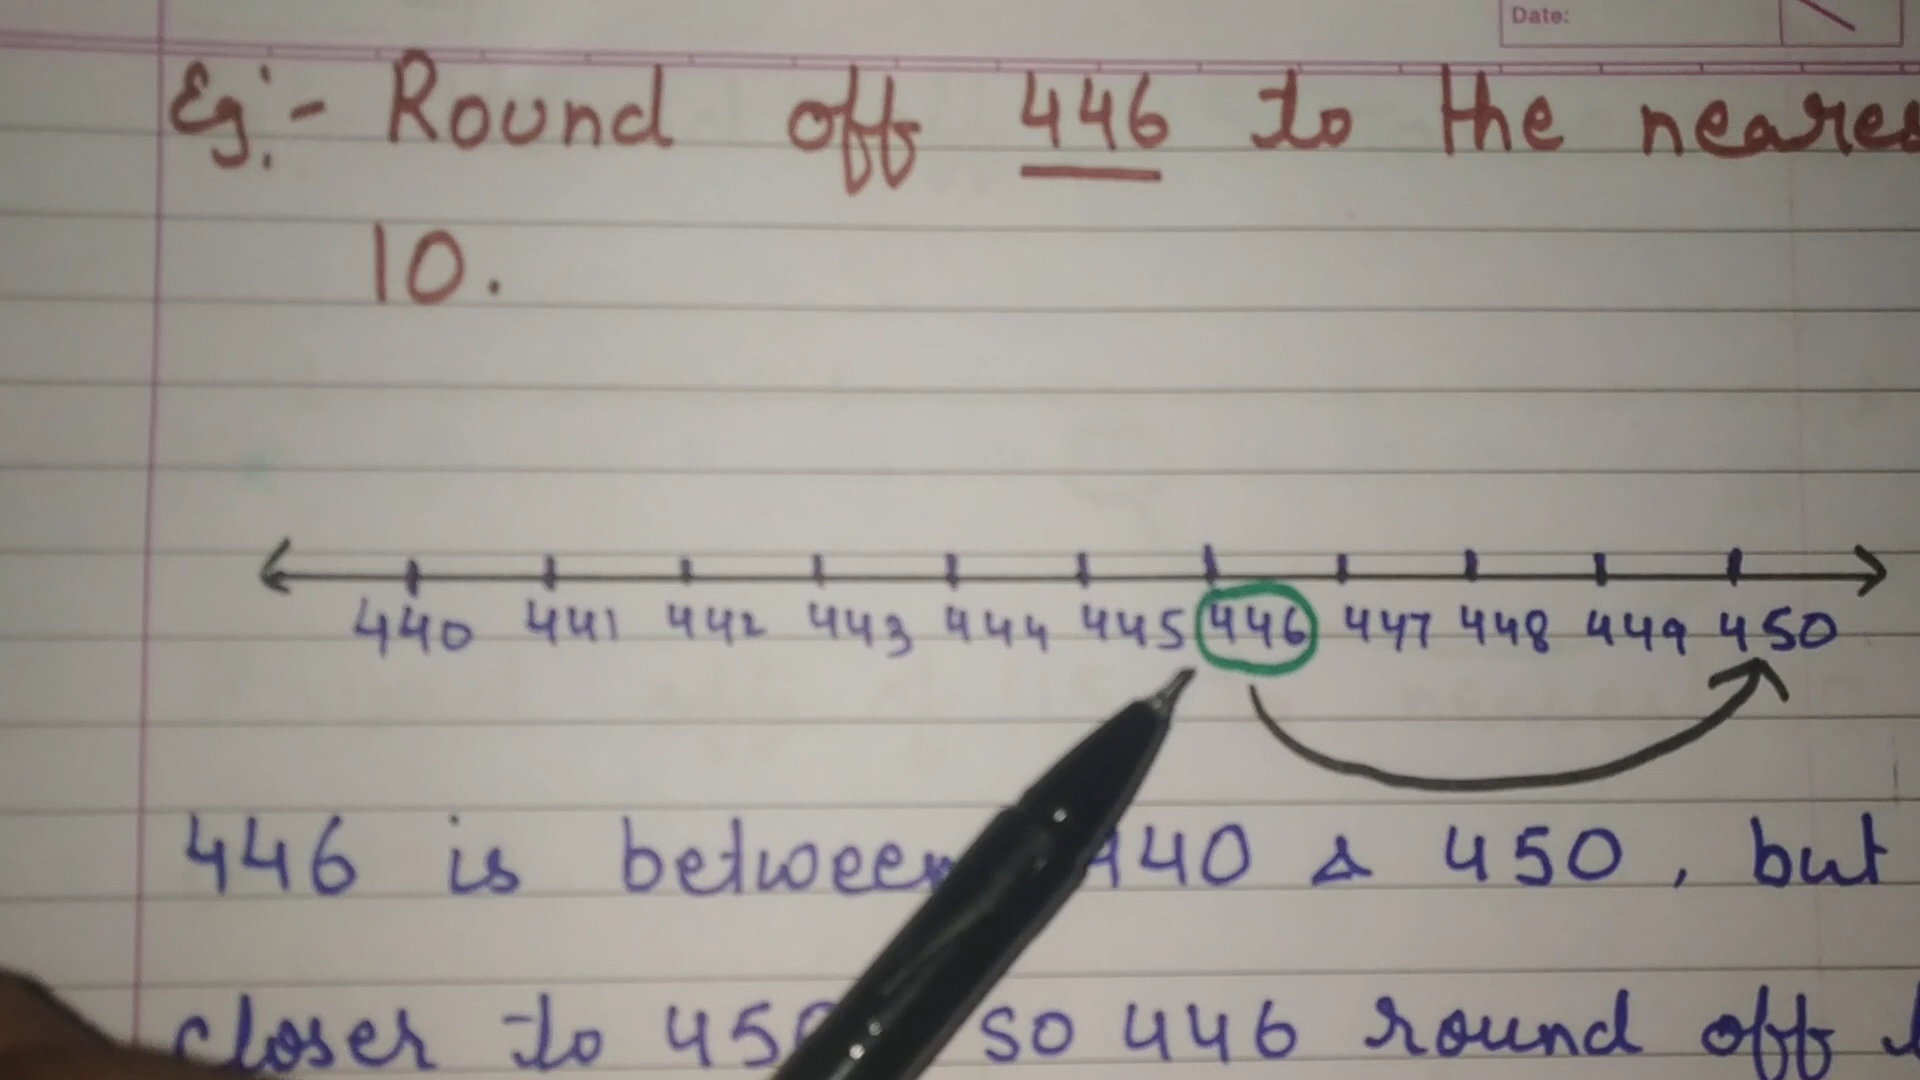 Date:
Eg:- Round off 446 to the neares
10.
440 441 442 443 444 445 446 447 448 449 450
446 is between 440 & 450, but
closer to 450 so 446 round off